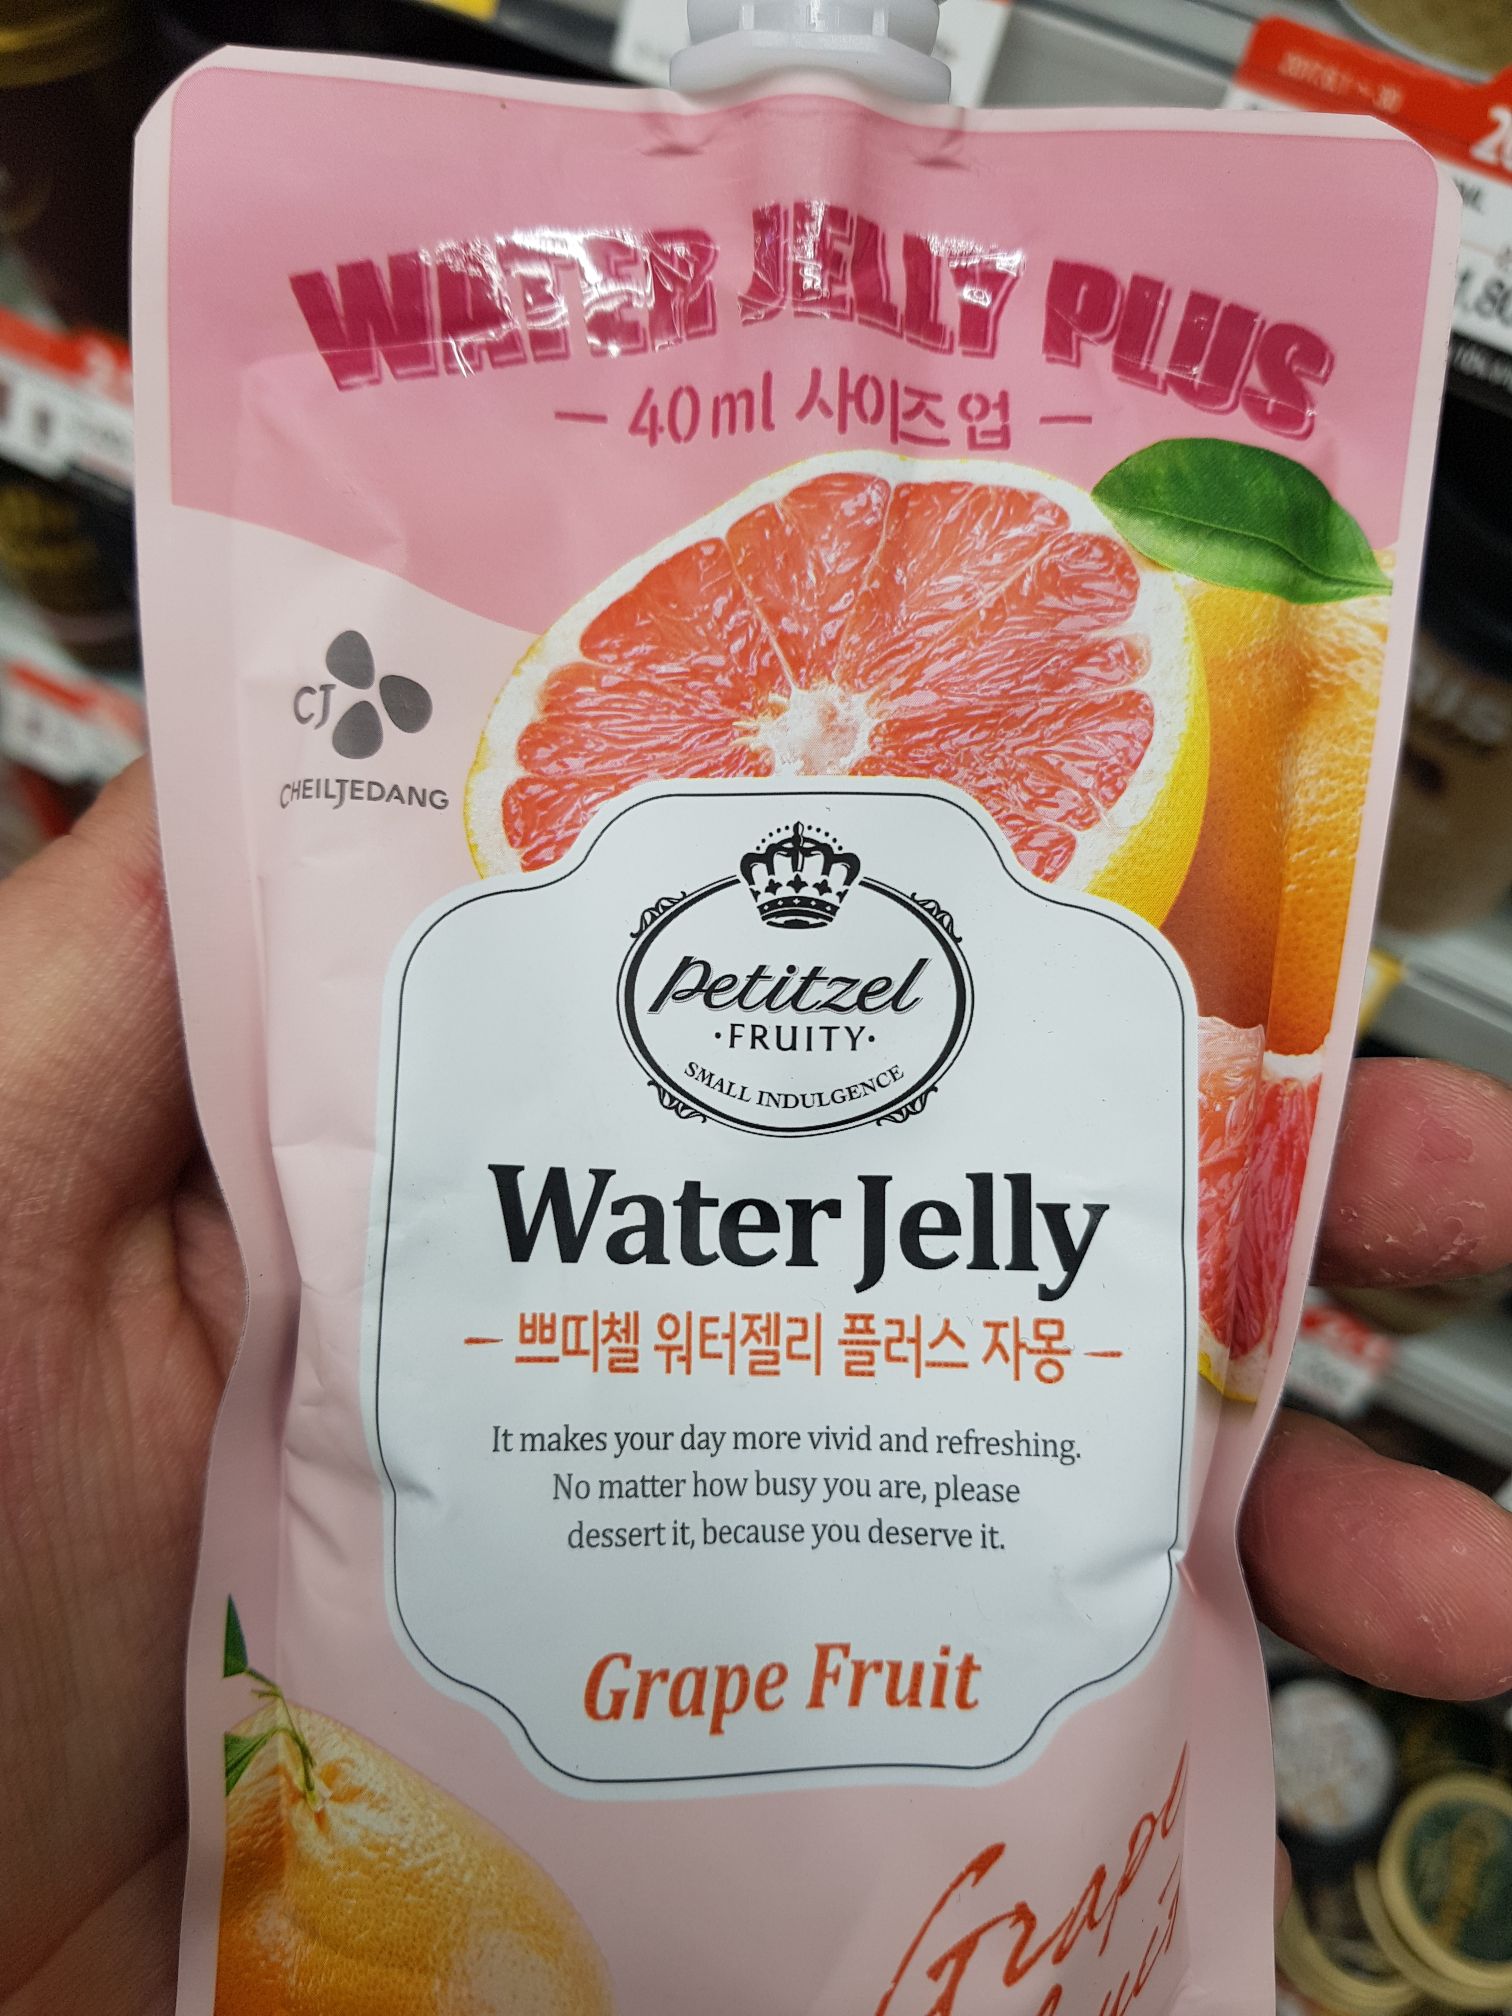 WATER JELLY PLUS
– 40ml 사이즈 업 –
CJ
CHEILJEDANG
petitzel
·FRUITY·
SMALL INDULGENCE
Water Jelly
– 쁘띠첼 워터젤리 플러스 자몽 –
It makes your day more vivid and refreshing.
No matter how busy you are, please
dessert it, because you deserve it.
Grape Fruit
Grape